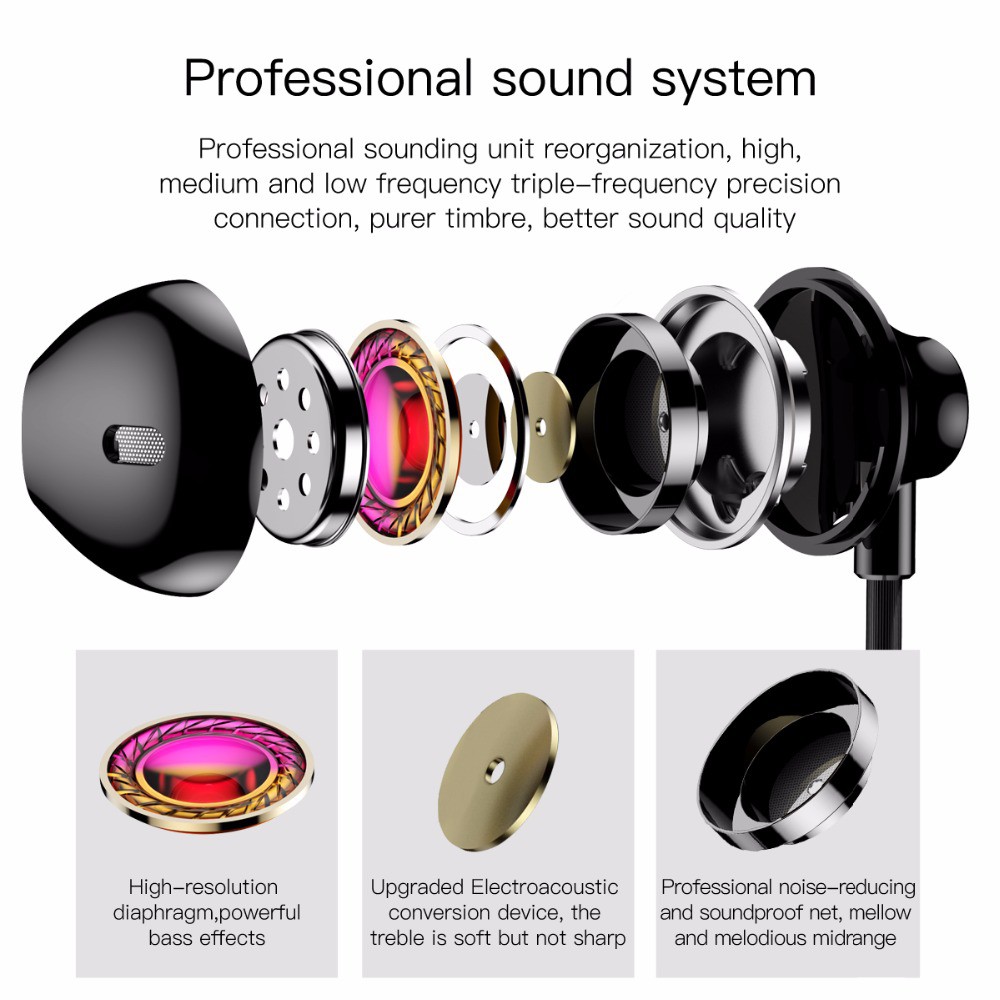 Professional sound system
Professional sounding unit reorganization, high,
medium and low frequency triple-frequency precision
connection, purer timbre, better sound quality
High-resolution
diaphragm,powerful
bass effects
Upgraded Electroacoustic
conversion device, the
treble is soft but not sharp
Professional noise-reducing
and soundproof net, mellow
and melodious midrange